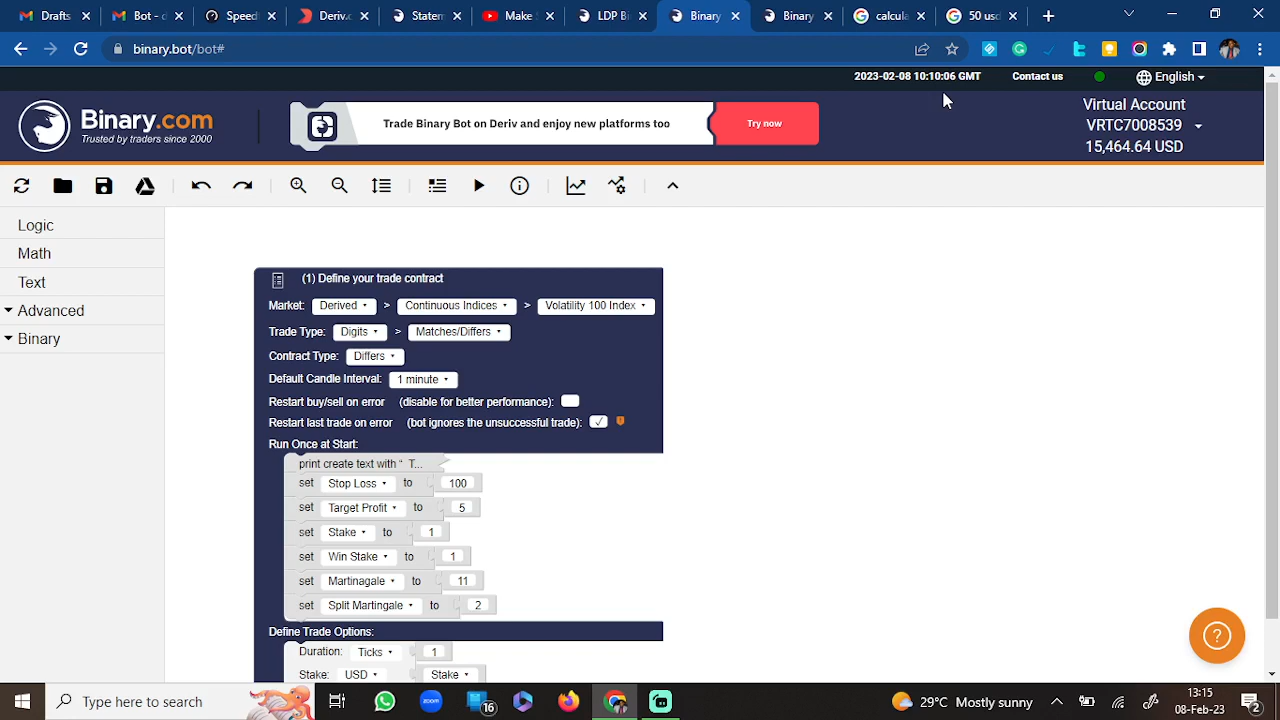 Bot - d
Speed
Deriv.c
Statem
Make $
LDP Bi
Binary
Binary
calcula
50 usd
binary.bot/bot#
2023-02-08 10:10:06 GMT
Contact us
English
Binary.com
Trusted by traders since 2000
Trade Binary Bot on Deriv and enjoy new platforms too
Try now
Virtual Account
VRTC7008539
15,464.64 USD
Logic
Math
Text
Advanced
Binary
(1) Define your trade contract
Market: Derived > Continuous Indices > Volatility 100 Index
Trade Type: Digits > Matches/Differs
Contract Type: Differs
Default Candle Interval: 1 minute
Restart buy/sell on error (disable for better performance):
Restart last trade on error (bot ignores the unsuccessful trade): ✓
Run Once at Start:
print create text with “ T...
set Stop Loss to 100
set Target Profit to 5
set Stake to 1
set Win Stake to 1
set Martinagale to 11
set Split Martingale to 2
Define Trade Options:
Duration: Ticks 1
Stake: USD Stake
Type here to search
zoom
16
29°C Mostly sunny
13:15
08-Feb-23
2